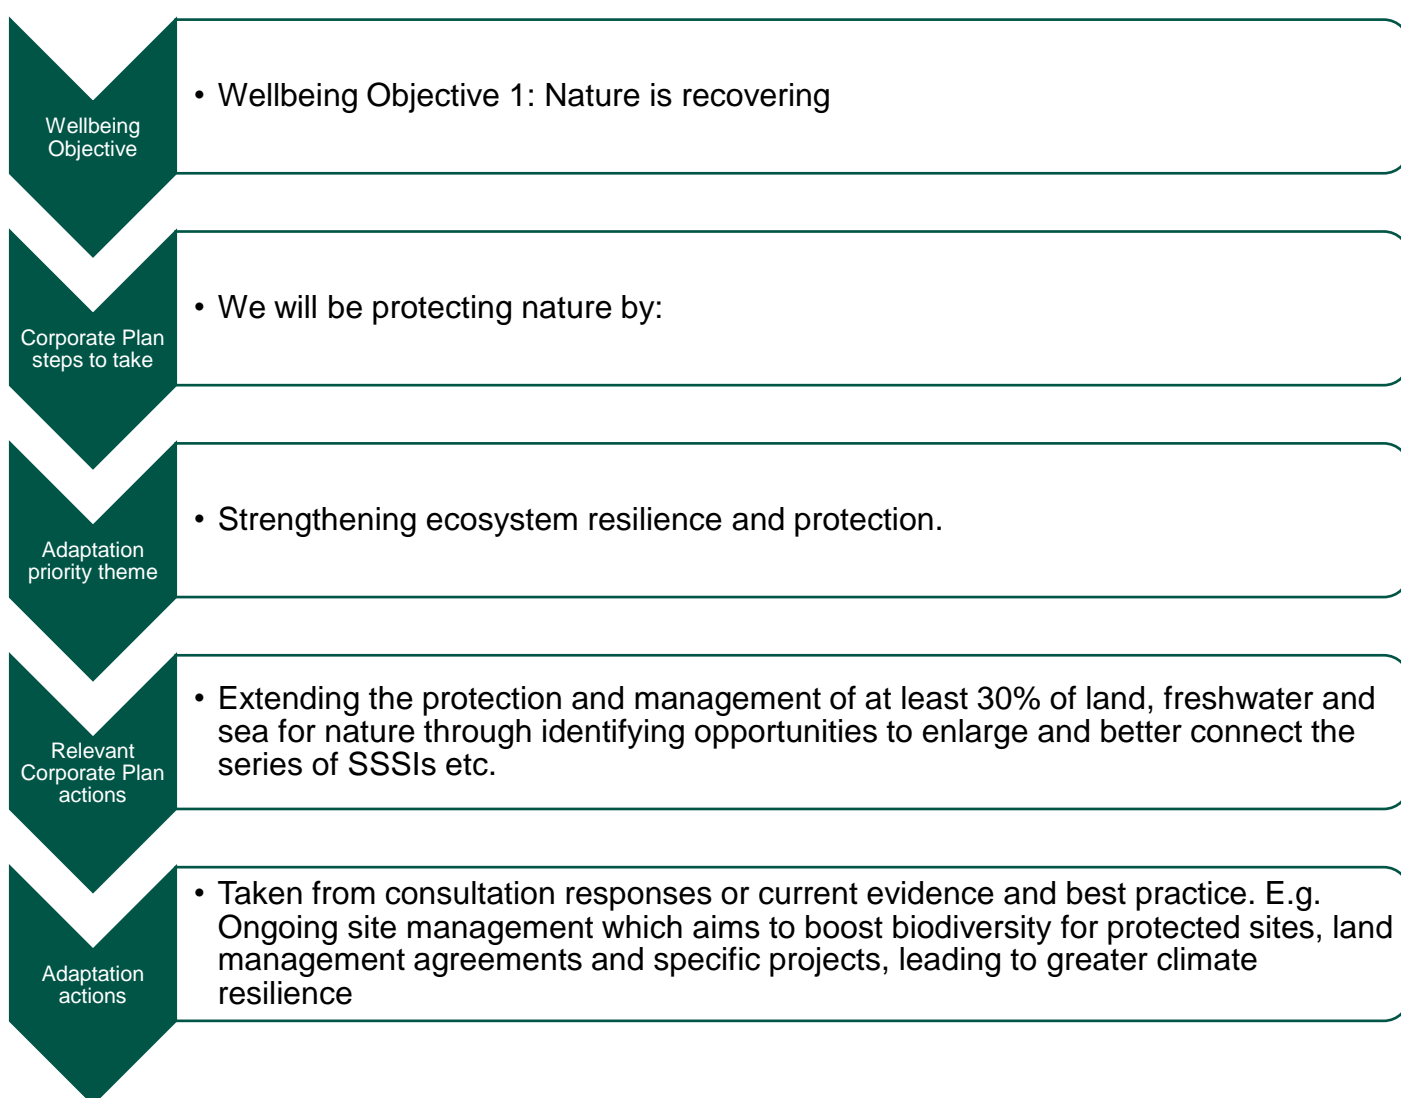 Wellbeing
Objective
• Wellbeing Objective 1: Nature is recovering
Corporate Plan
steps to take
• We will be protecting nature by:
Adaptation
priority theme
• Strengthening ecosystem resilience and protection.
Relevant
Corporate Plan
actions
• Extending the protection and management of at least 30% of land, freshwater and
sea for nature through identifying opportunities to enlarge and better connect the
series of SSSIs etc.
Adaptation
actions
• Taken from consultation responses or current evidence and best practice. E.g.
Ongoing site management which aims to boost biodiversity for protected sites, land
management agreements and specific projects, leading to greater climate
resilience